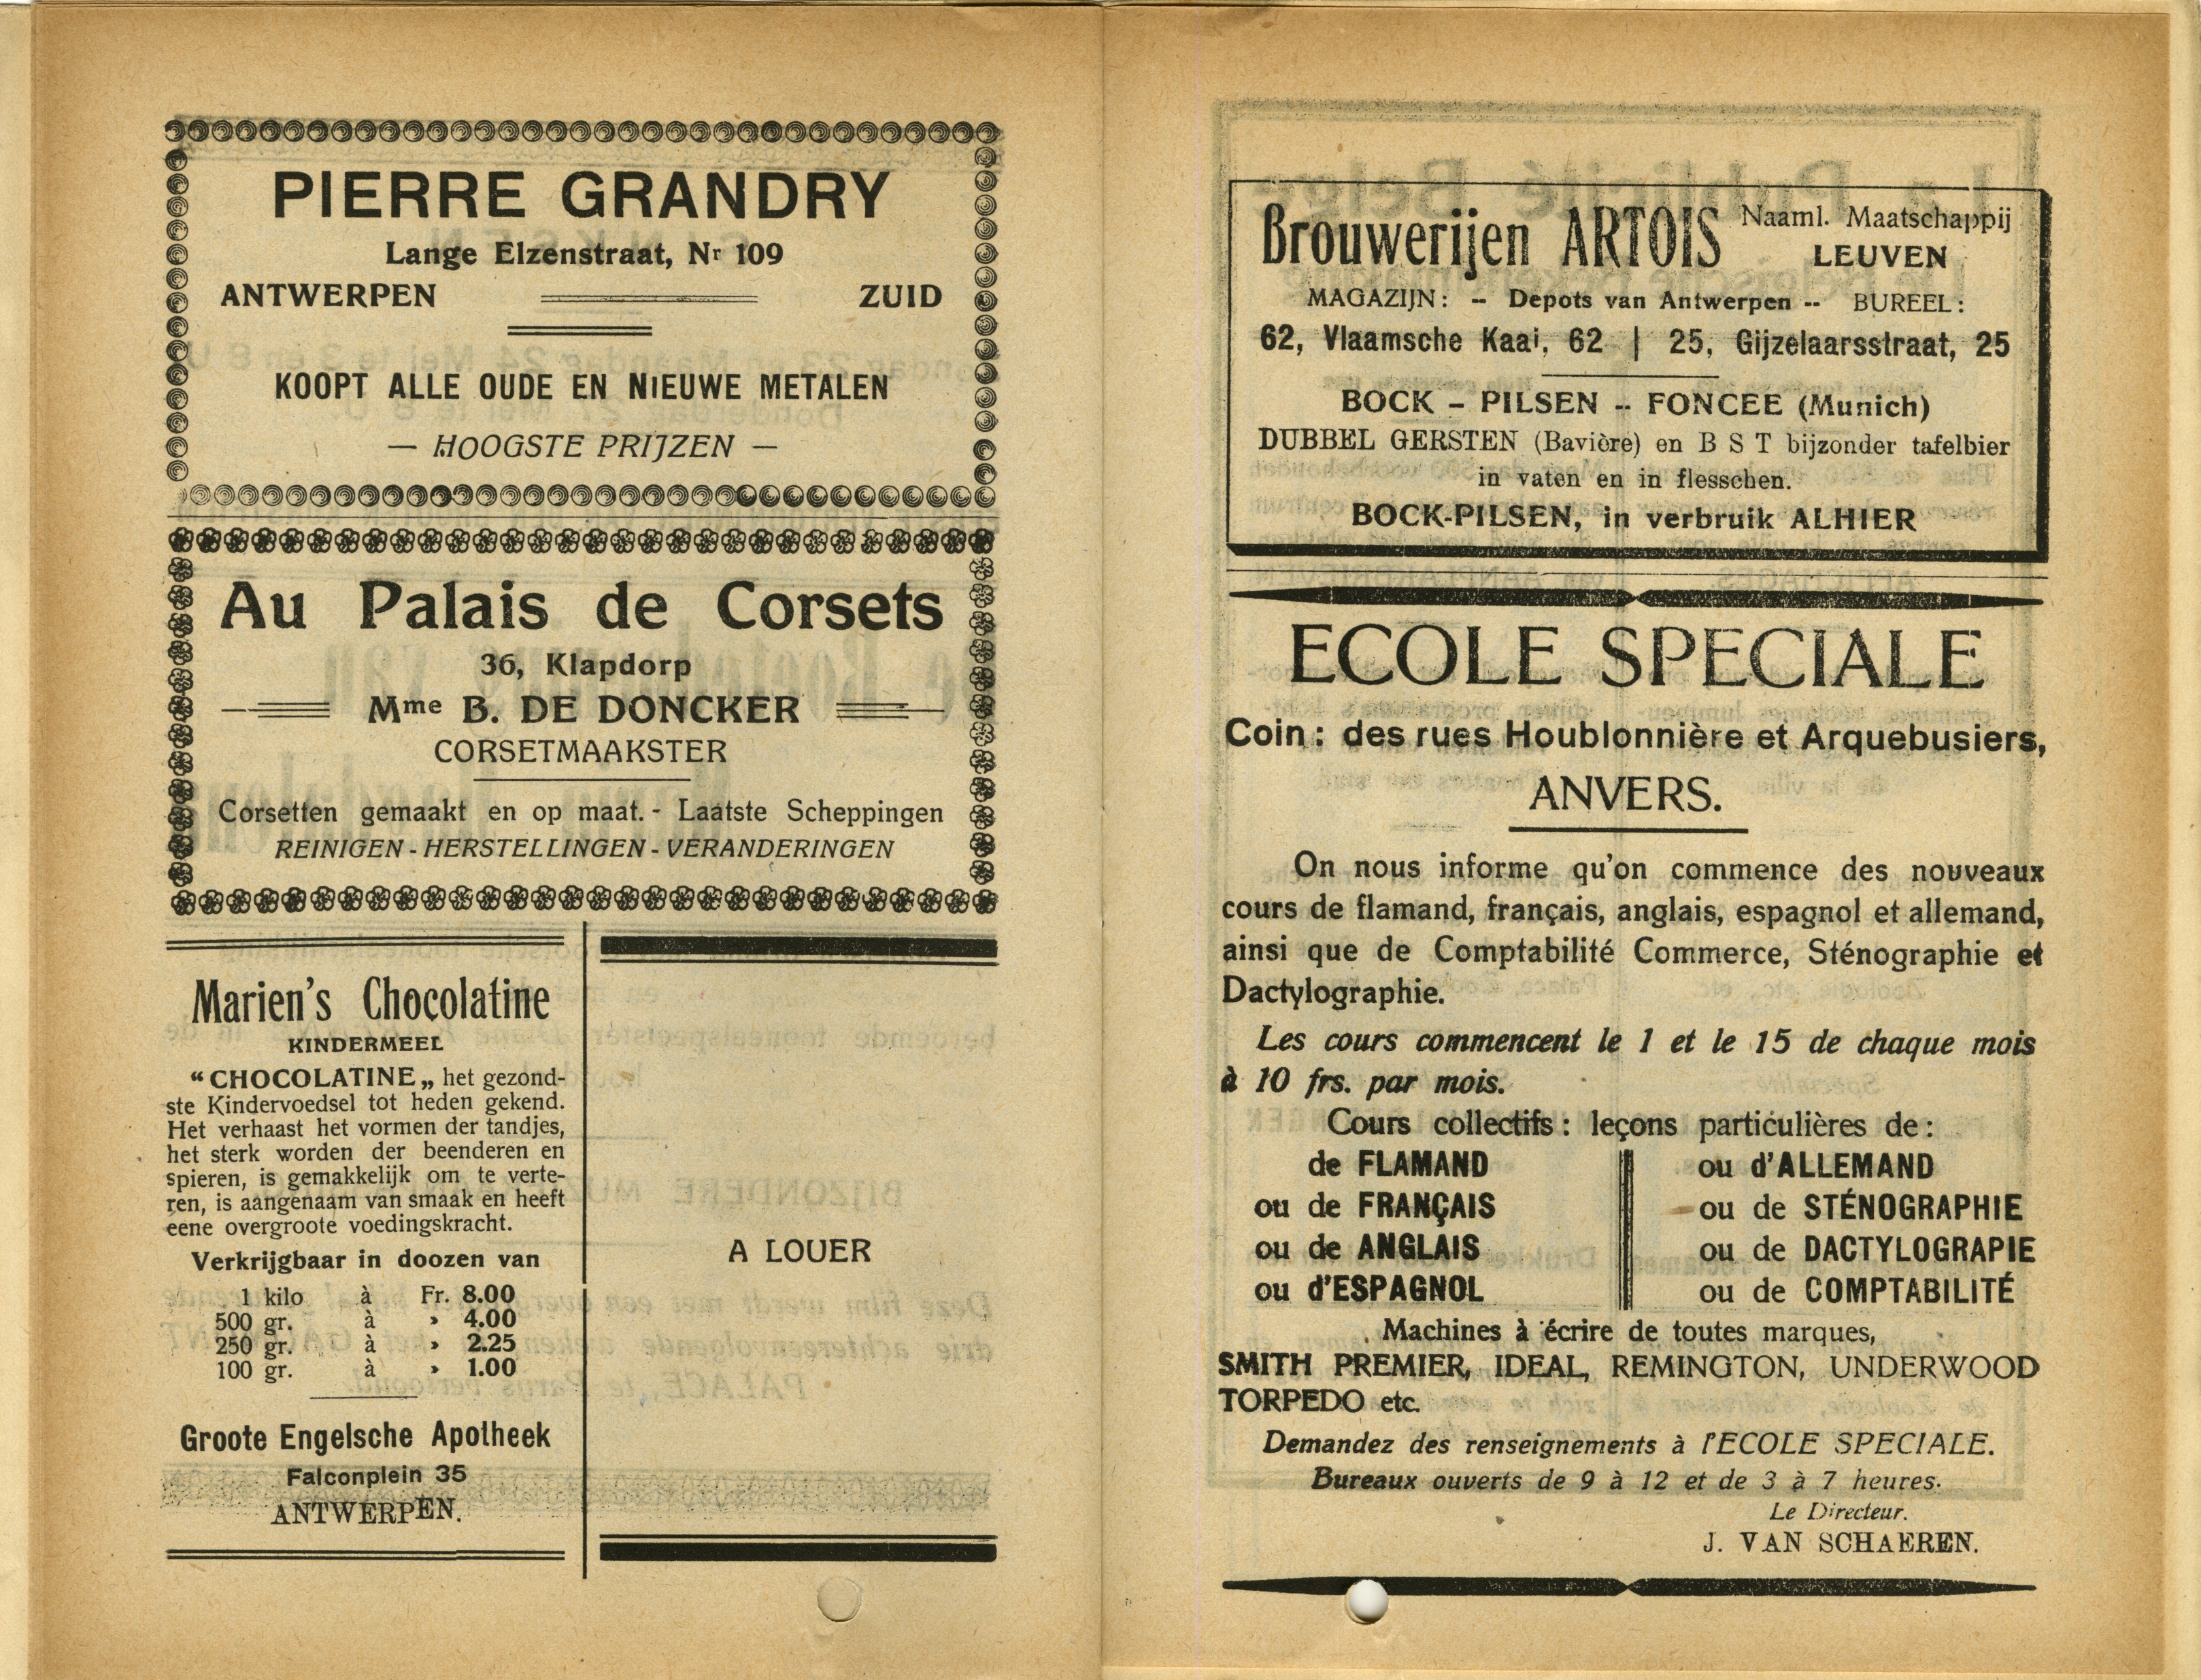 PIERRE GRANDRY
Lange Elzenstraat, Nr 109
ANTWERPEN ZUID
KOOPT ALLE OUDE EN NIEUWE METALEN
— HOOGSTE PRIJZEN —
Au Palais de Corsets
36, Klapdorp
Mme B. DE DONCKER
CORSETMAAKSTER
Corsetten gemaakt en op maat. - Laatste Scheppingen
REINIGEN - HERSTELLINGEN - VERANDERINGEN
Marien's Chocolatine
KINDERMEEL
“CHOCOLATINE„ het gezond-
ste Kindervoedsel tot heden gekend.
Het verhaast het vormen der tandjes,
het sterk worden der beenderen en
spieren, is gemakkelijk om te verte-
ren, is aangenaam van smaak en heeft
eene overgroote voedingskracht.
Verkrijgbaar in doozen van
1 kilo à Fr. 8.00
500 gr. à » 4.00
250 gr. à » 2.25
100 gr. à » 1.00
Groote Engelsche Apotheek
Falconplein 35
ANTWERPEN.
A LOUER
Brouwerijen ARTOIS Naaml. Maatschappij
LEUVEN
MAGAZIJN: -- Depots van Antwerpen -- BUREEL:
62, Vlaamsche Kaai, 62 | 25, Gijzelaarsstraat, 25
BOCK - PILSEN -- FONCEE (Munich)
DUBBEL GERSTEN (Bavière) en B S T bijzonder tafelbier
in vaten en in flesschen.
BOCK-PILSEN, in verbruik ALHIER
ECOLE SPECIALE
Coin: des rues Houblonnière et Arquebusiers,
ANVERS.
On nous informe qu'on commence des nouveaux
cours de flamand, français, anglais, espagnol et allemand,
ainsi que de Comptabilité Commerce, Sténographie et
Dactylographie.
Les cours commencent le 1 et le 15 de chaque mois
à 10 frs. par mois.
Cours collectifs: leçons particulières de:
de FLAMAND
ou de FRANÇAIS
ou de ANGLAIS
ou d'ESPAGNOL
ou d'ALLEMAND
ou de STÉNOGRAPHIE
ou de DACTYLOGRAPIE
ou de COMPTABILITÉ
Machines à écrire de toutes marques,
SMITH PREMIER, IDEAL, REMINGTON, UNDERWOOD
TORPEDO etc.
Demandez des renseignements à l'ECOLE SPECIALE.
Bureaux ouverts de 9 à 12 et de 3 à 7 heures.
Le Directeur.
J. VAN SCHAEREN.